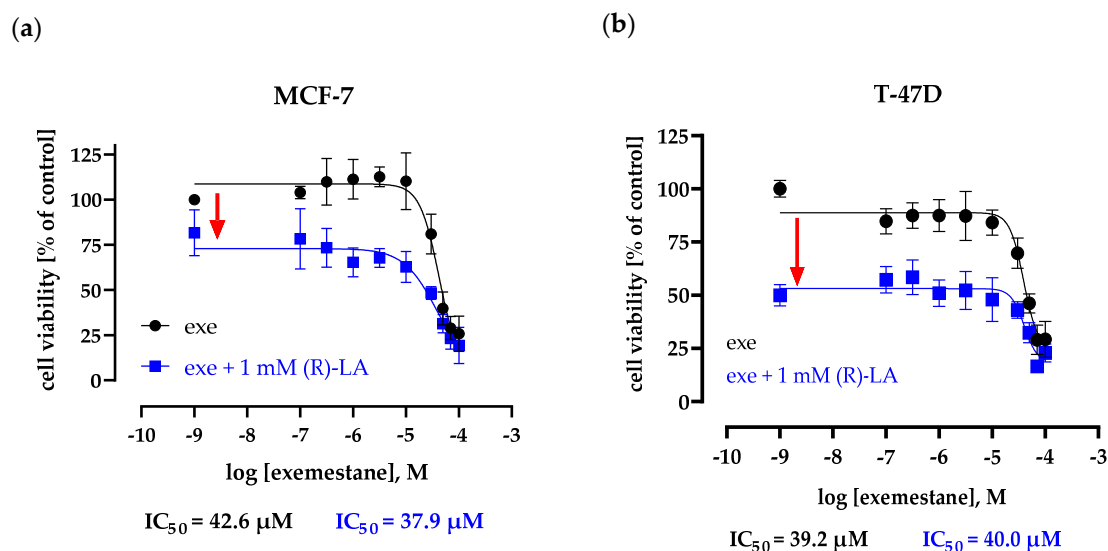 (a)
MCF-7
cell viability [% of control]
125
100
75
50
25
0
exe
exe + 1 mM (R)-LA
-10 -9 -8 -7 -6 -5 -4 -3
log [exemestane], M
IC50 = 42.6 µM IC50 = 37.9 µM
(b)
T-47D
cell viability [% of control]
125
100
75
50
25
0
exe
exe + 1 mM (R)-LA
-10 -9 -8 -7 -6 -5 -4 -3
log [exemestane], M
IC50 = 39.2 µM IC50 = 40.0 µM